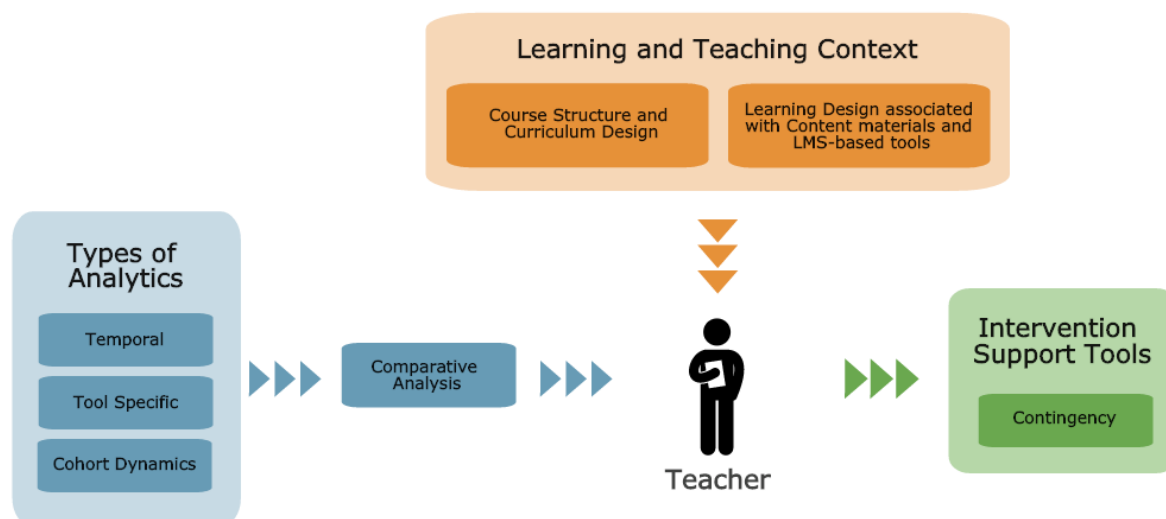 Learning and Teaching Context
Course Structure and
Curriculum Design
Learning Design associated
with Content materials and
LMS-based tools
Types of
Analytics
Temporal
Tool Specific
Cohort Dynamics
Comparative
Analysis
Teacher
Intervention
Support Tools
Contingency